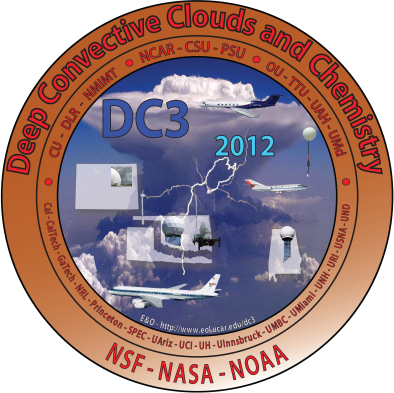 Deep Convective Clouds and Chemistry
CU - DLR - NMIMT • NCAR - CSU - PSU • OU - TTU - UAH - UMd
DC3
2012
E&O - http://www.eol.ucar.edu/dc3
Cal - CalTech - GaTech - NRL - Princeton - SPEC - UAriz - UCI - UH - UInnsbruck - UMBC - UMiami - UNH - URI - USNA - UND
NSF - NASA - NOAA